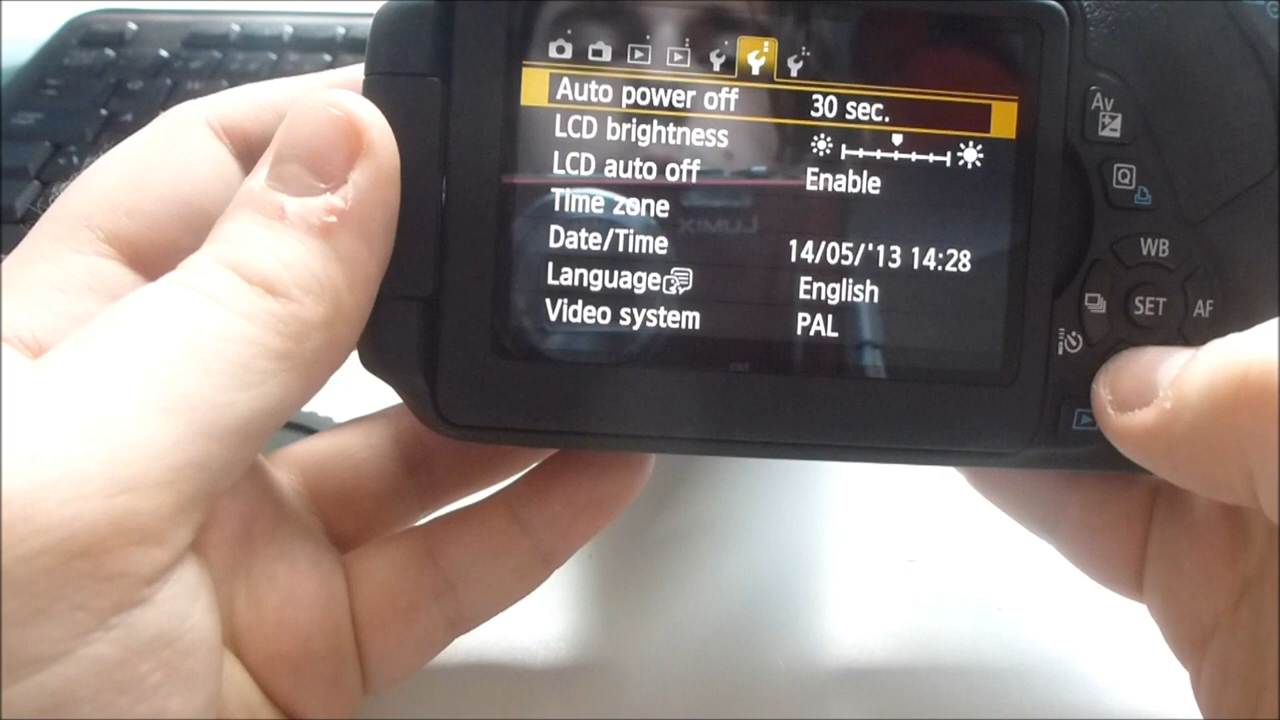 Auto power off 30 sec.
LCD brightness
LCD auto off Enable
Time zone
Date/Time 14/05/'13 14:28
Language English
Video system PAL
Av
Q
WB
SET
AF
LUMIX